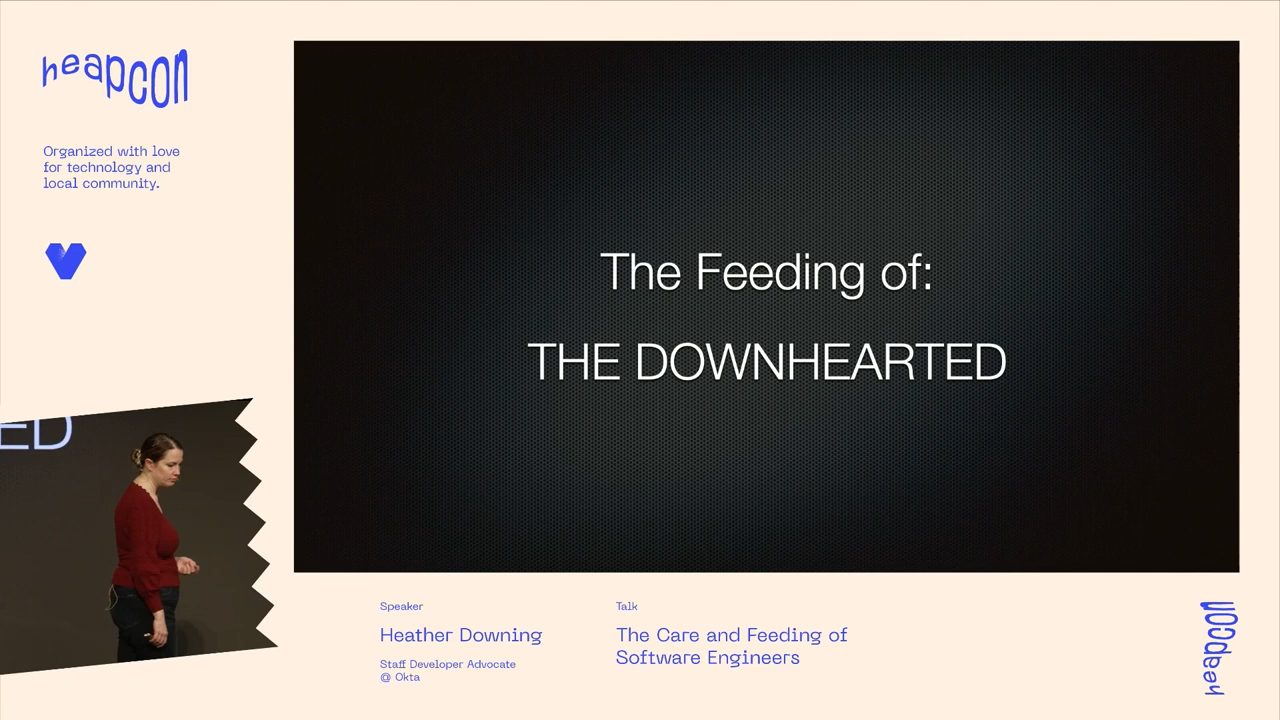 heapcon
Organized with love
for technology and
local community.
The Feeding of:
THE DOWNHEARTED
ED
Speaker
Heather Downing
Staff Developer Advocate
@ Okta
Talk
The Care and Feeding of
Software Engineers
heapcon